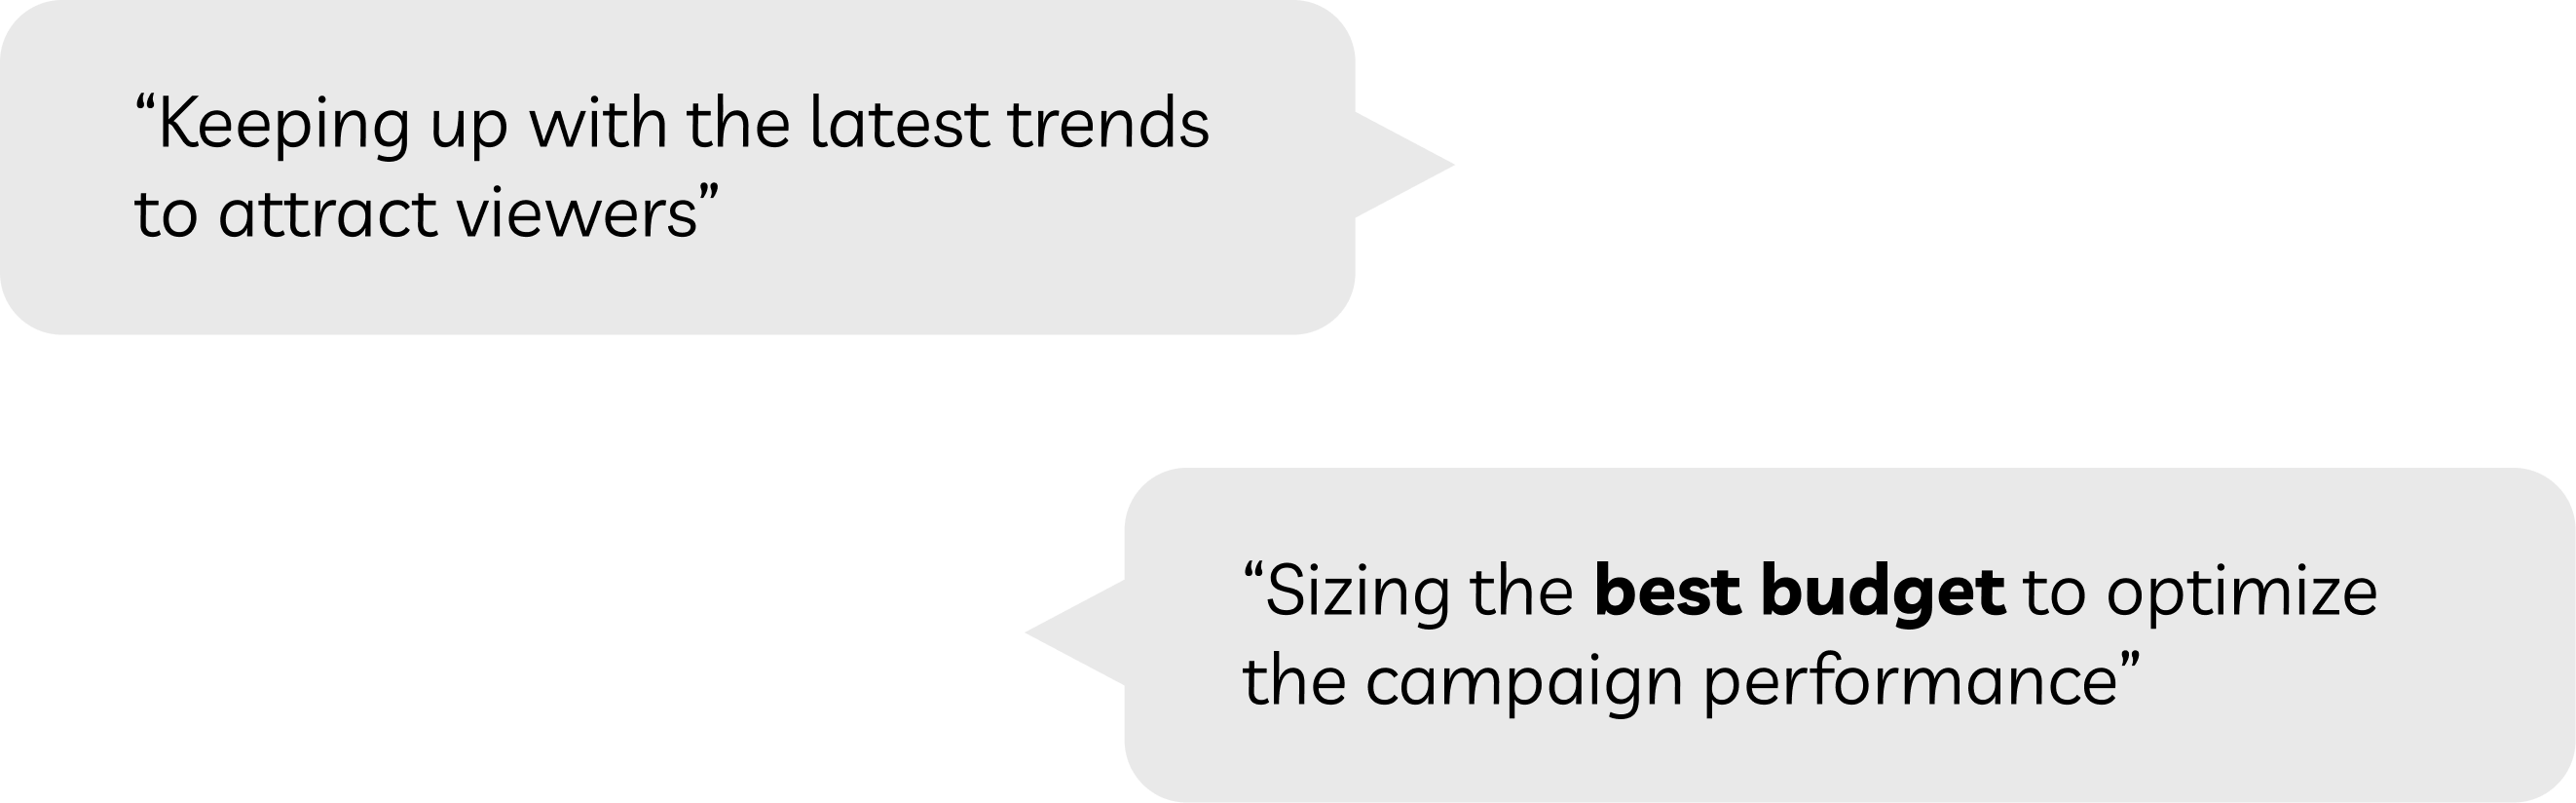 “Keeping up with the latest trends
to attract viewers”
“Sizing the best budget to optimize
the campaign performance”